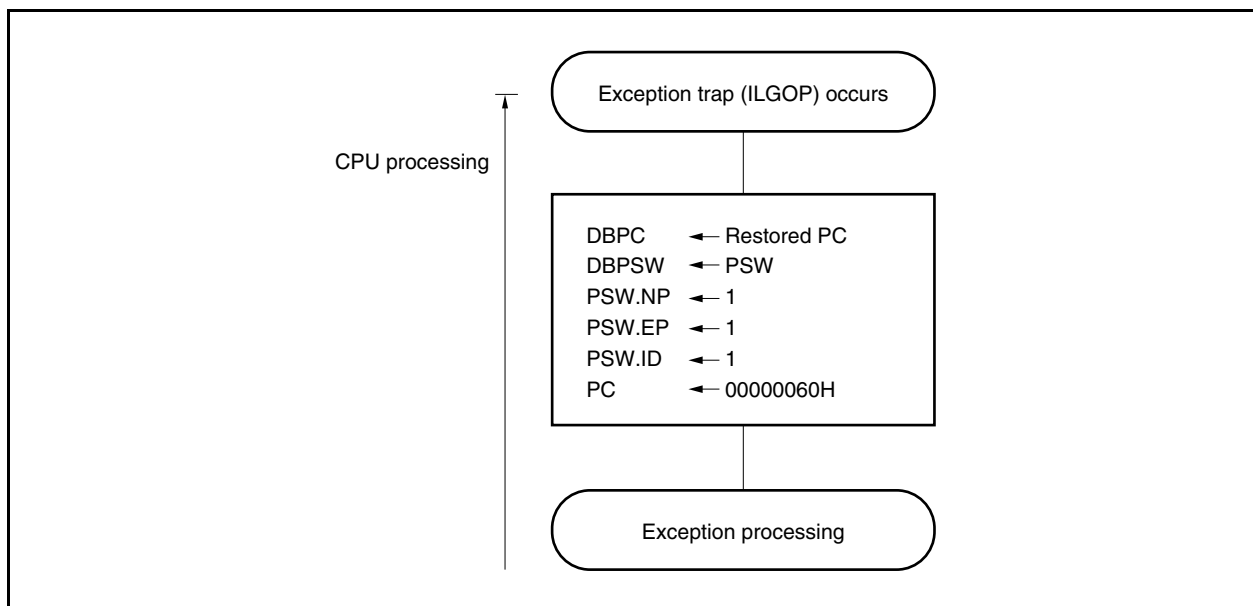 Exception trap (ILGOP) occurs
CPU processing
DBPC ← Restored PC
DBPSW ← PSW
PSW.NP ← 1
PSW.EP ← 1
PSW.ID ← 1
PC ← 00000060H
Exception processing